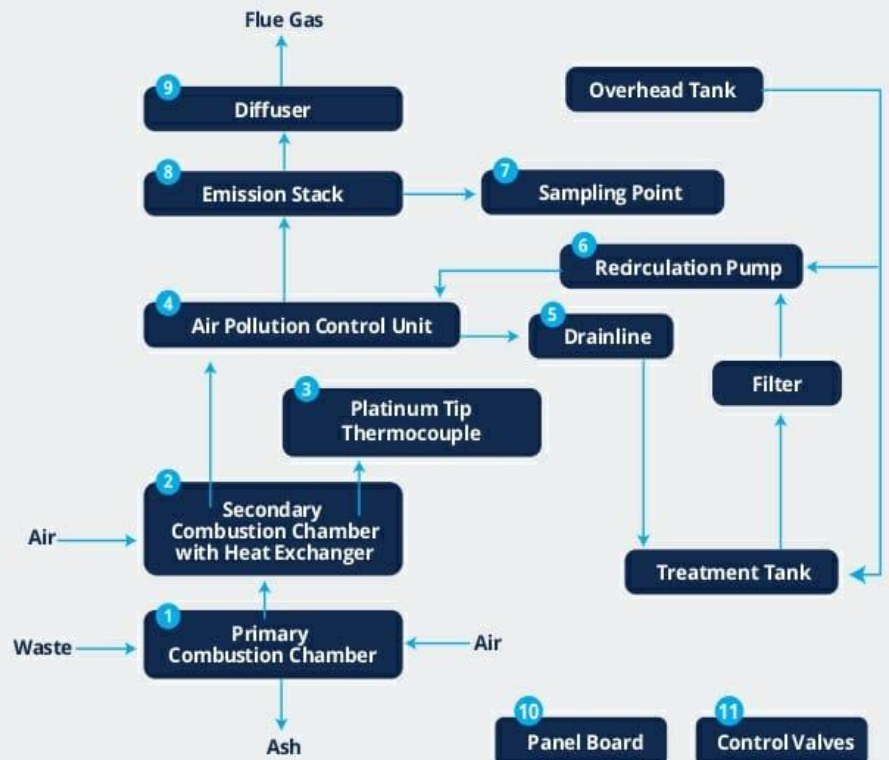 Flue Gas
9
Diffuser
Overhead Tank
8
Emission Stack
7
Sampling Point
6
Recirculation Pump
4
Air Pollution Control Unit
5
Drainline
Filter
3
Platinum Tip
Thermocouple
2
Secondary
Combustion Chamber
with Heat Exchanger
Air
Treatment Tank
1
Primary
Combustion Chamber
Waste
Air
Ash
10
Panel Board
11
Control Valves